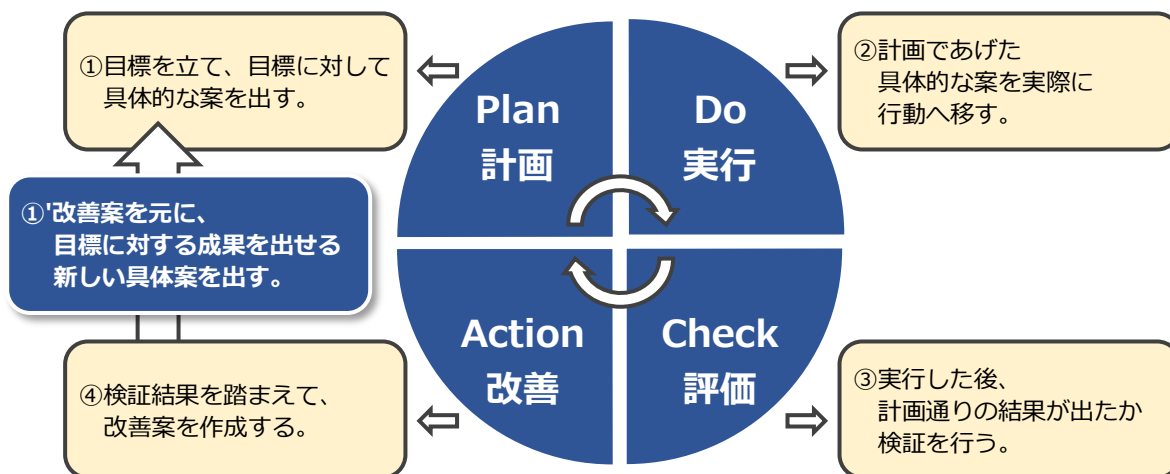 ①目標を立て、目標に対して
具体的な案を出す。
Plan
計画
Do
実行
②計画であげた
具体的な案を実際に
行動へ移す。
①'改善案を元に、
目標に対する成果を出せる
新しい具体案を出す。
④検証結果を踏まえて、
改善案を作成する。
Action
改善
Check
評価
③実行した後、
計画通りの結果が出たか
検証を行う。